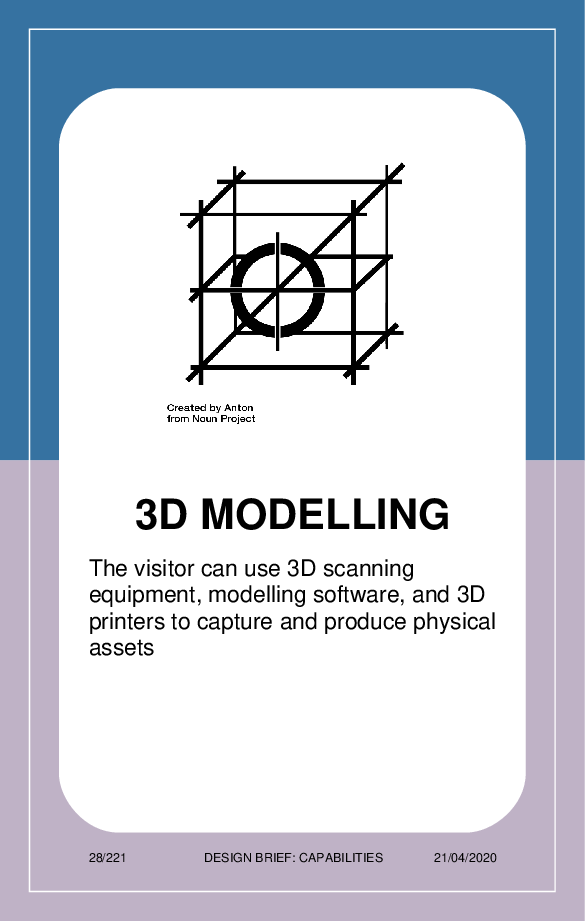 Created by Anton
from Noun Project
3D MODELLING
The visitor can use 3D scanning
equipment, modelling software, and 3D
printers to capture and produce physical
assets
28/221 DESIGN BRIEF: CAPABILITIES 21/04/2020